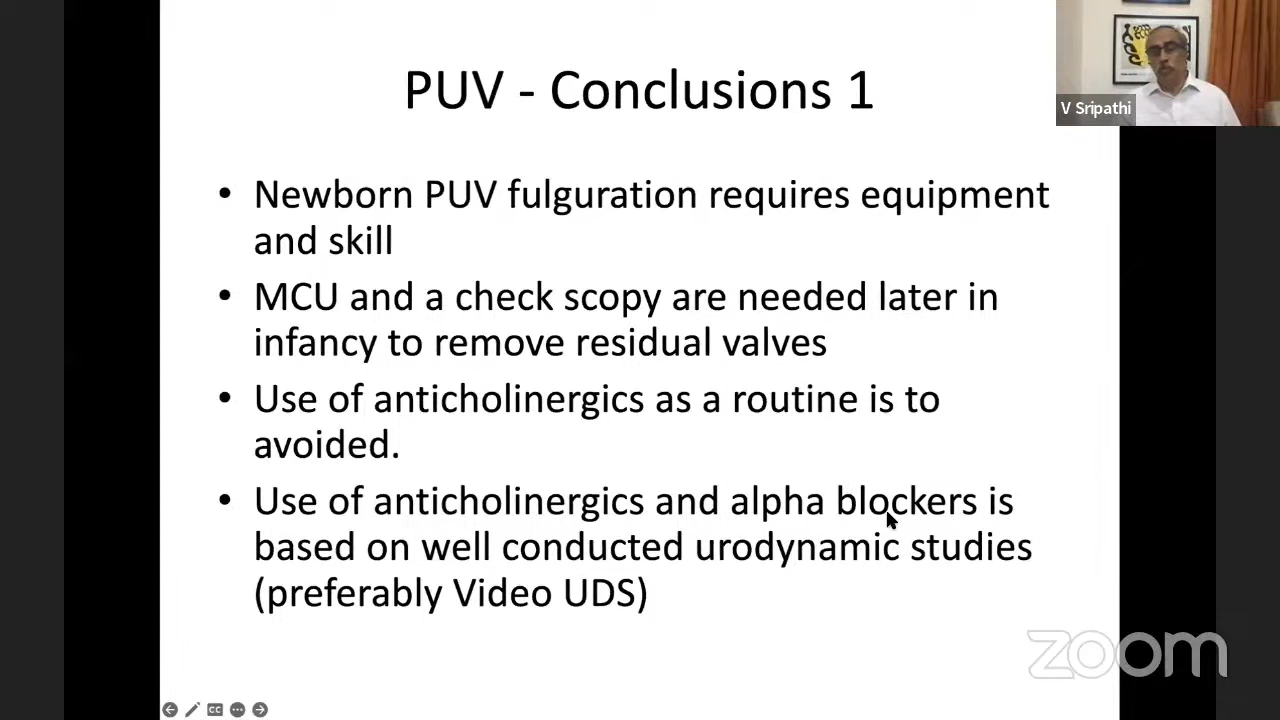 PUV - Conclusions 1
V Sripathi
• Newborn PUV fulguration requires equipment
and skill
• MCU and a check scopy are needed later in
infancy to remove residual valves
• Use of anticholinergics as a routine is to
avoided.
• Use of anticholinergics and alpha blockers is
based on well conducted urodynamic studies
(preferably Video UDS)
zoom
CC